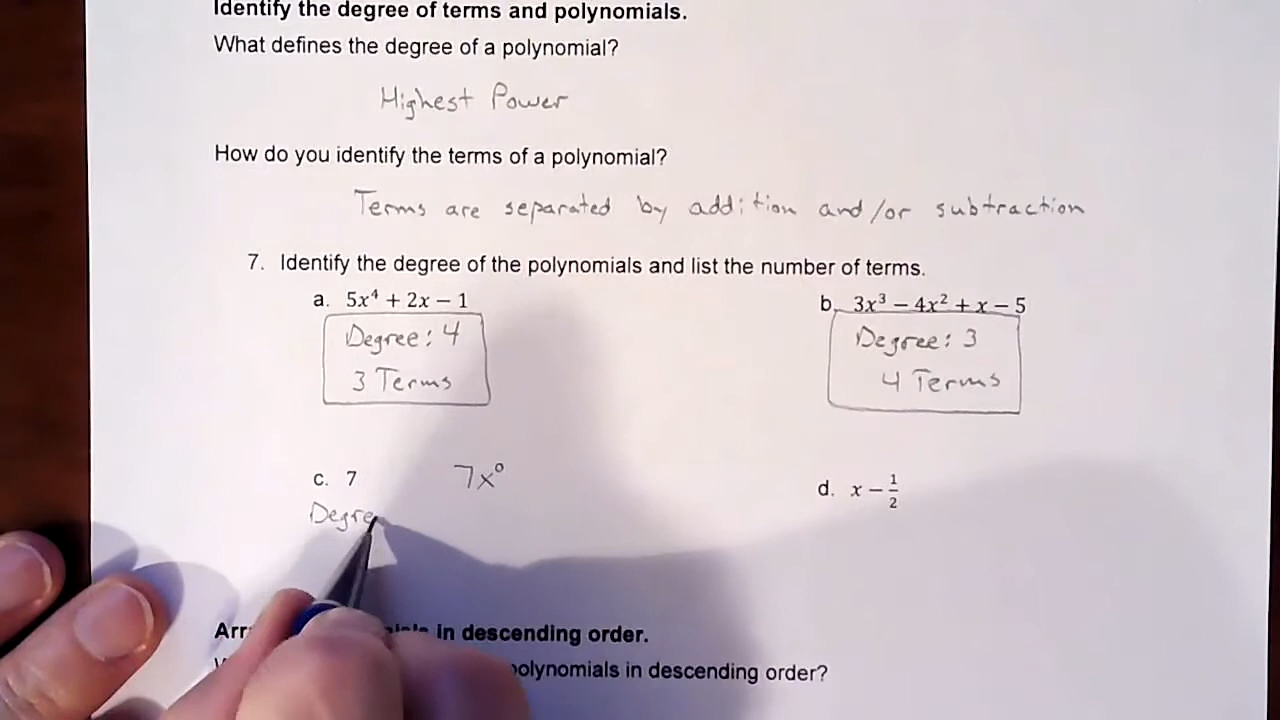 Identify the degree of terms and polynomials.
What defines the degree of a polynomial?
Highest Power
How do you identify the terms of a polynomial?
Terms are separated by addition and/or subtraction
7. Identify the degree of the polynomials and list the number of terms.
a. 5x⁴ + 2x − 1
Degree: 4
3 Terms
b. 3x³ − 4x² + x − 5
Degree: 3
4 Terms
c. 7 7x⁰
Degre
d. x − 1/2
in descending order.
polynomials in descending order?